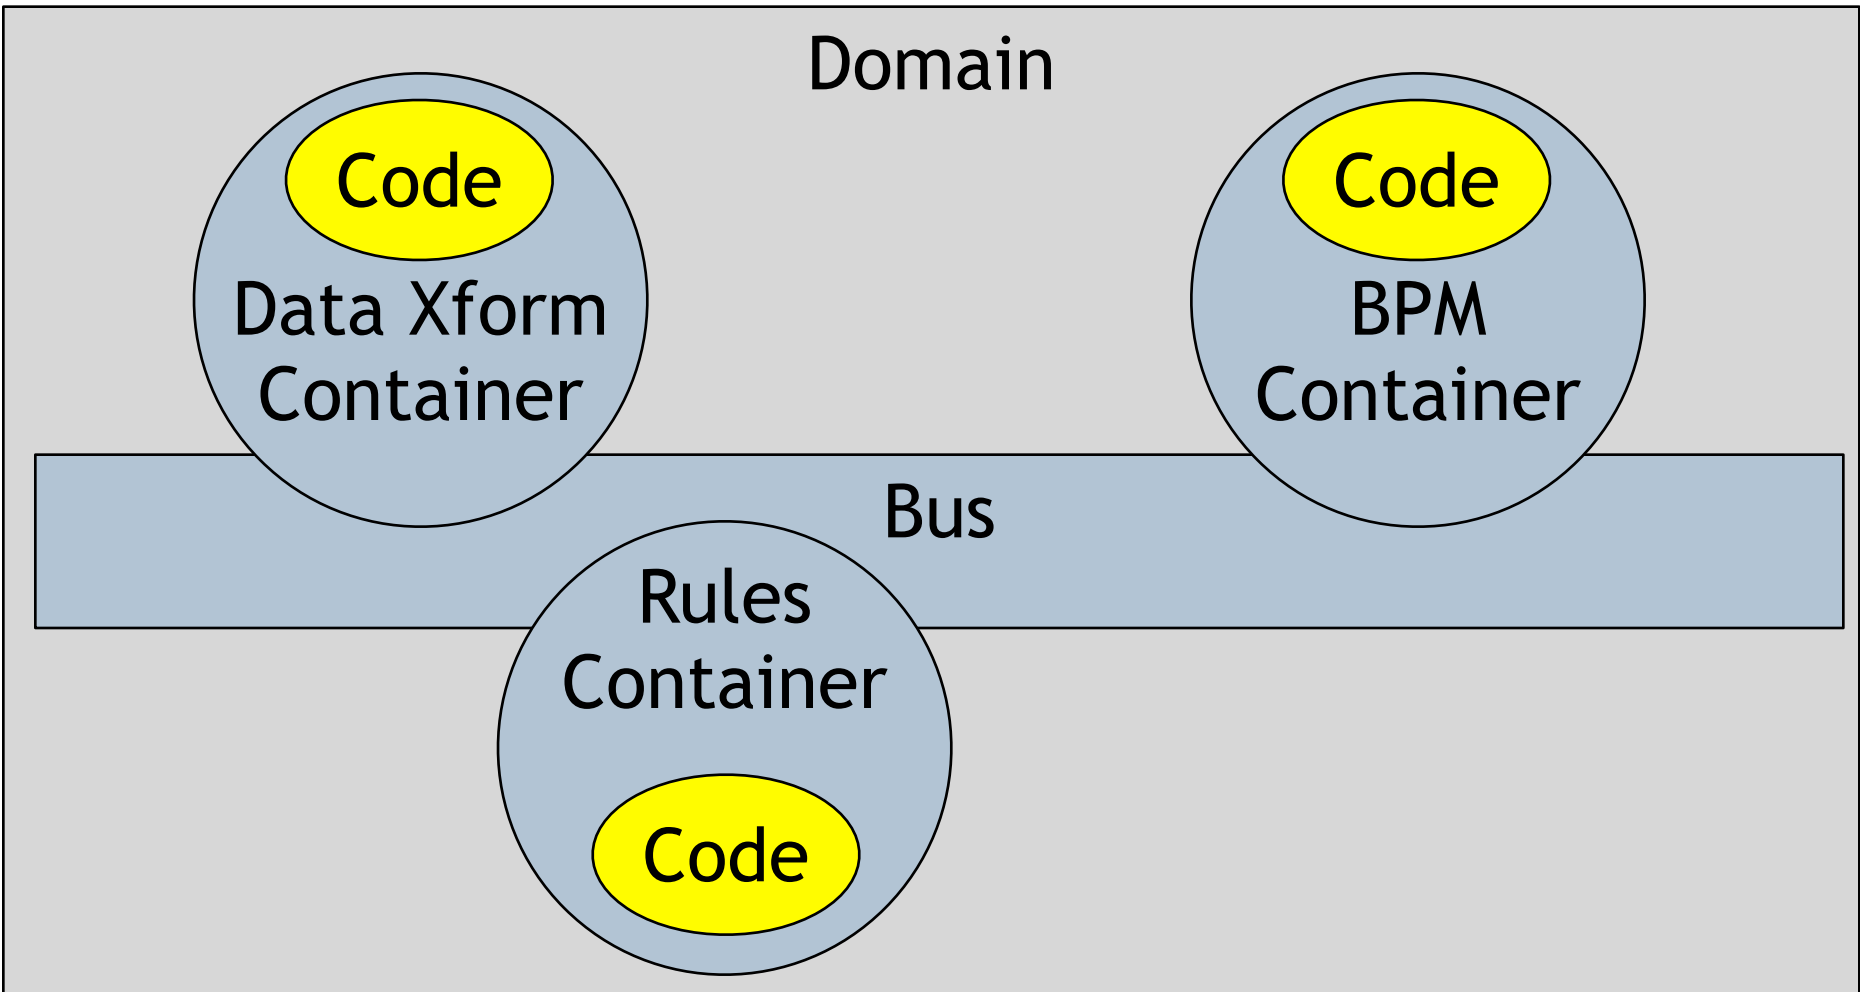 Domain
Code
Data Xform
Container
Code
BPM
Container
Bus
Rules
Container
Code